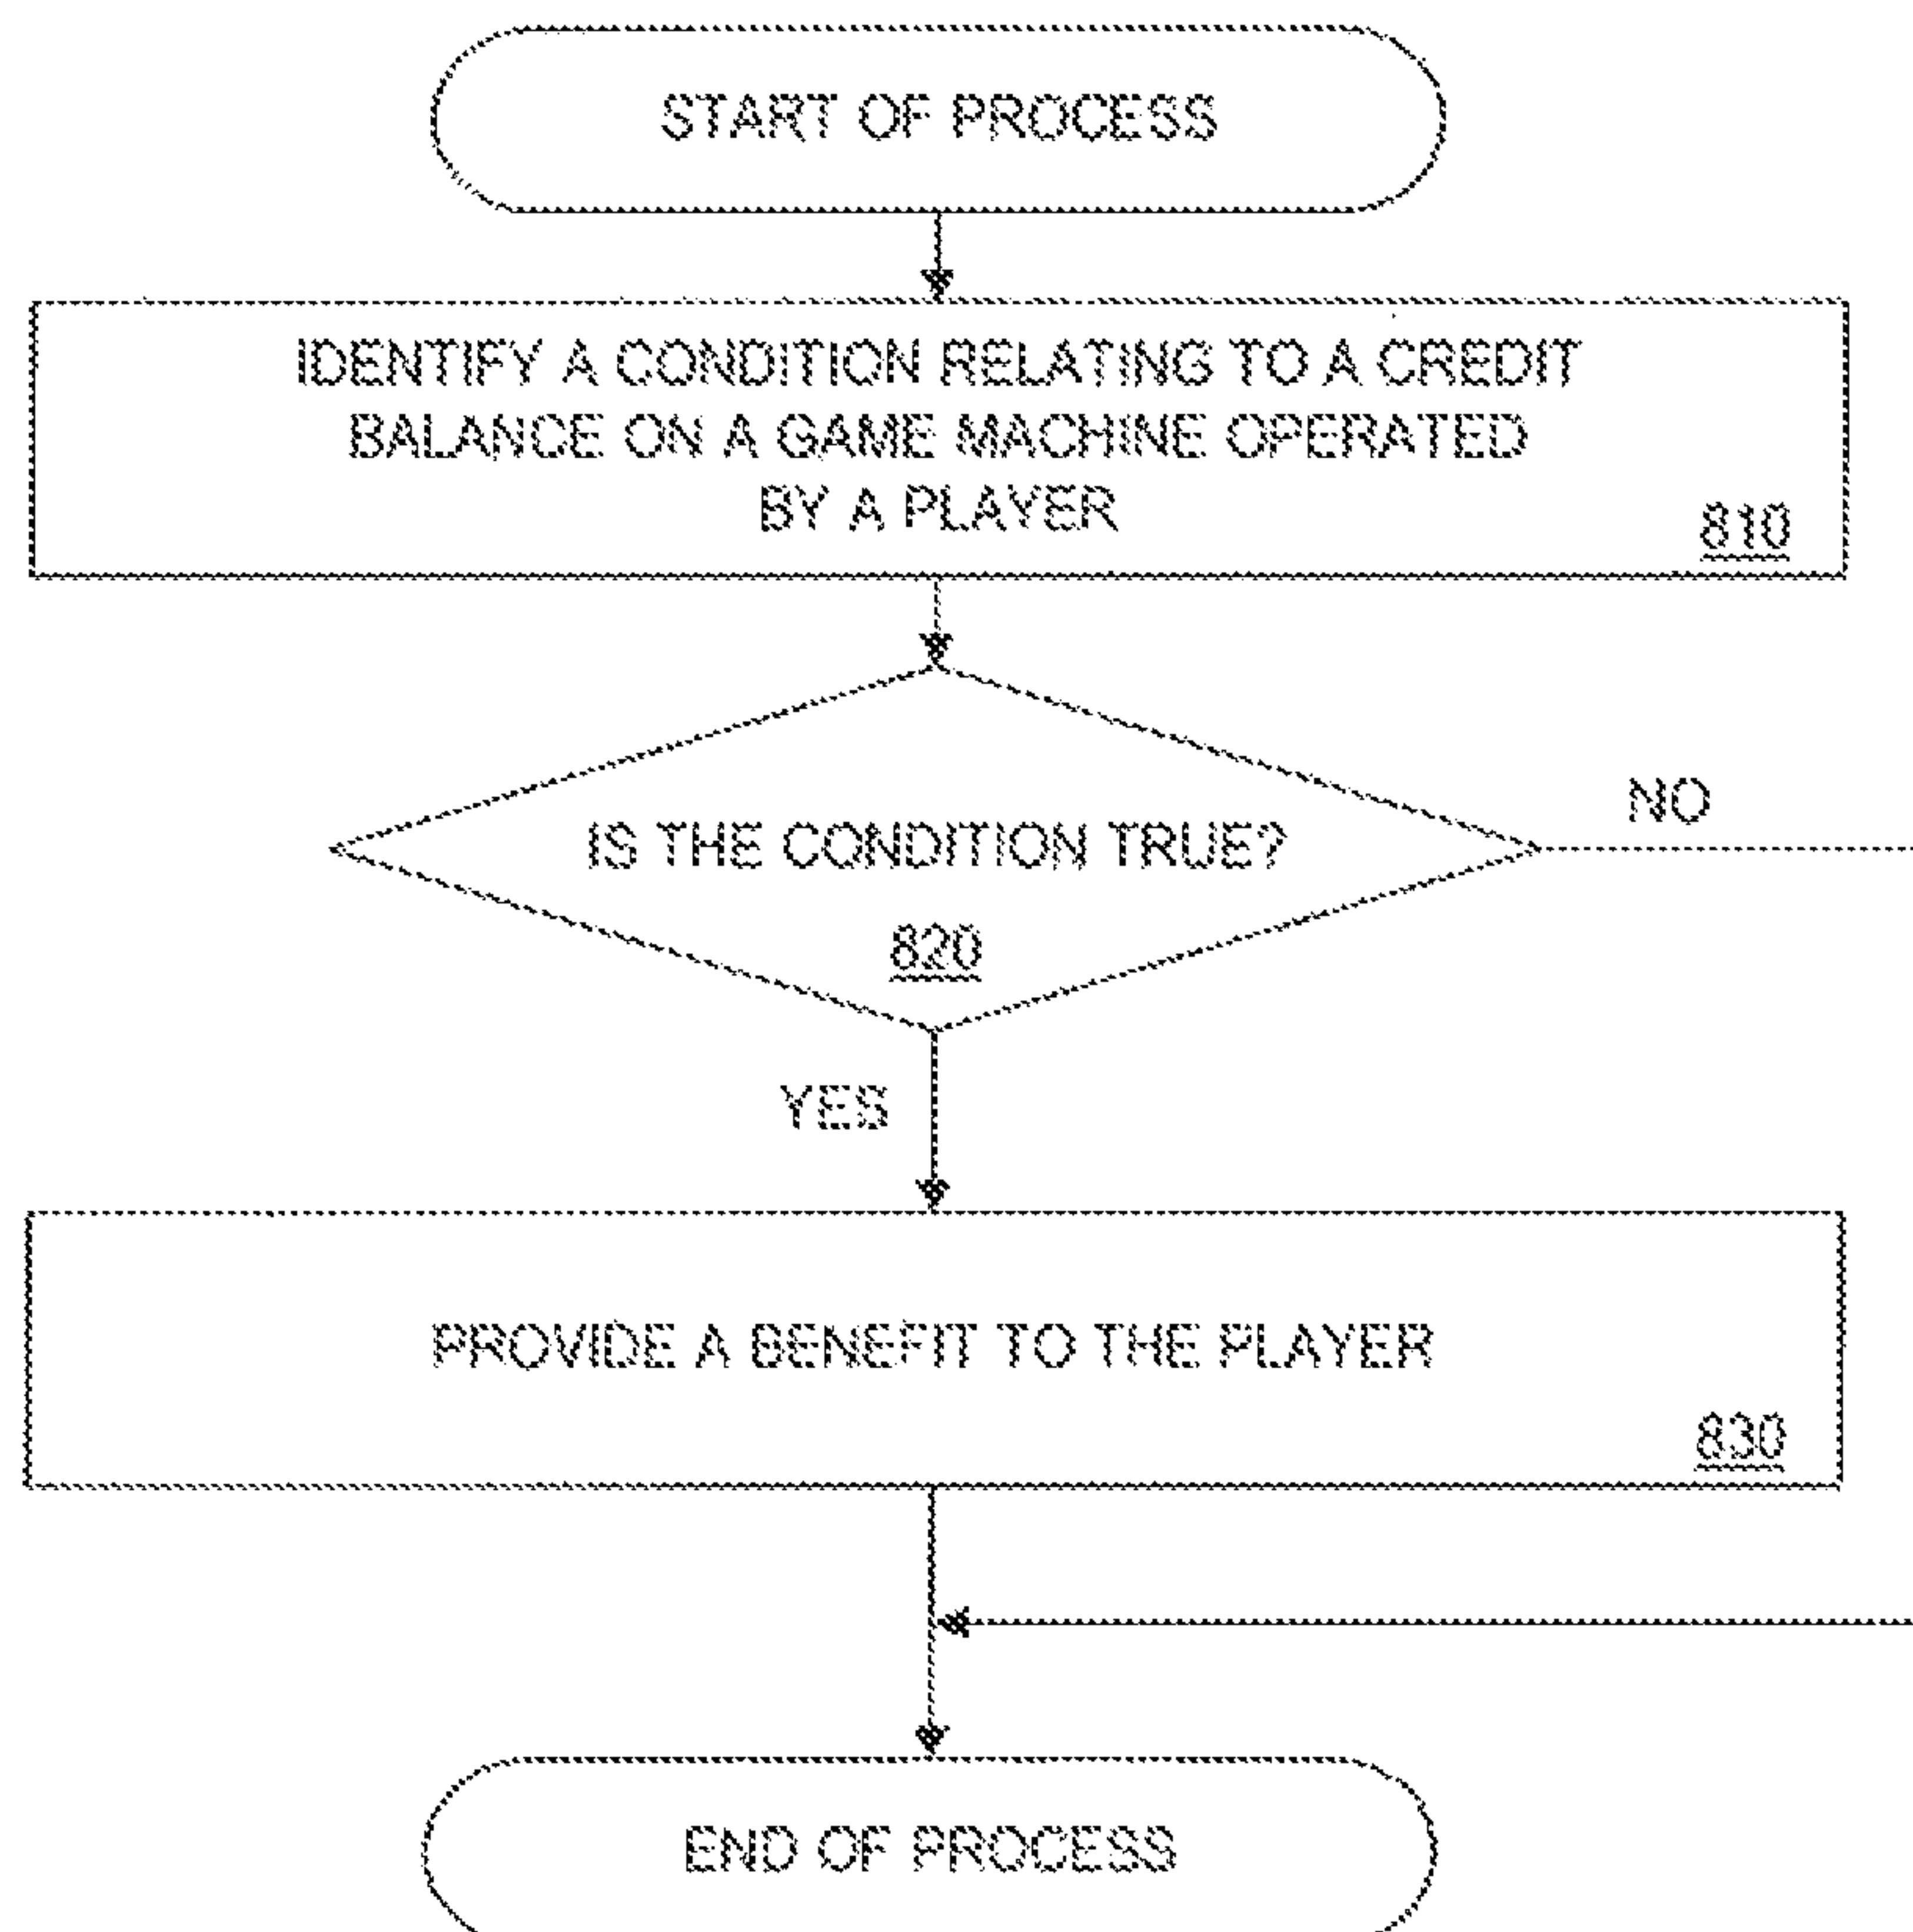 START OF PROCESS
IDENTIFY A CONDITION RELATING TO A CREDIT
BALANCE ON A GAME MACHINE OPERATED
BY A PLAYER
810
NO
IS THE CONDITION TRUE?
820
YES
PROVIDE A BENEFIT TO THE PLAYER
830
END OF PROCESS